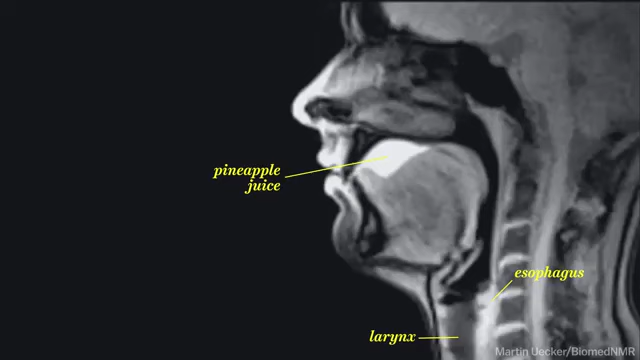 pineapple
juice
esophagus
larynx
Martin Uecker/BiomedNMR